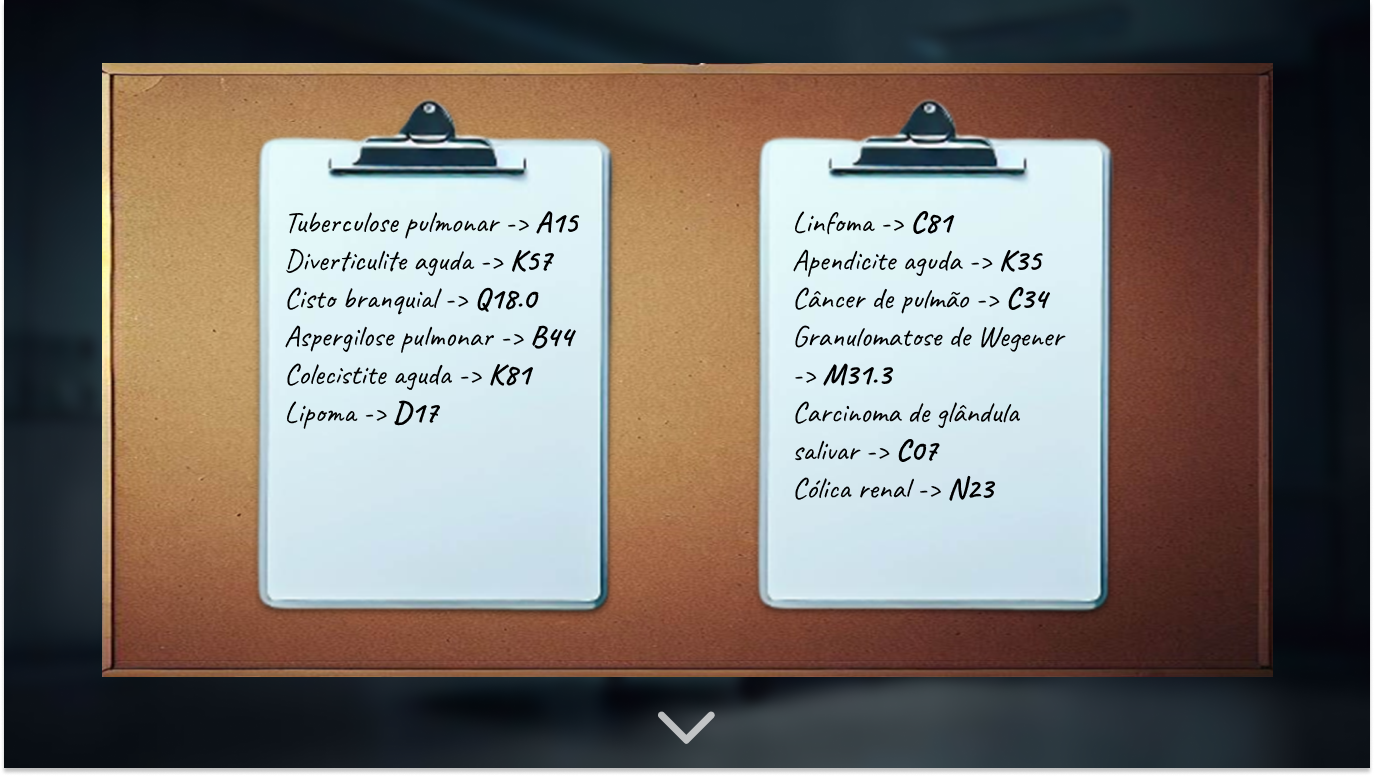 Tuberculose pulmonar -> A15
Diverticulite aguda -> K57
Cisto branquial -> Q18.0
Aspergilose pulmonar -> B44
Colecistite aguda -> K81
Lipoma -> D17
Linfoma -> C81
Apendicite aguda -> K35
Câncer de pulmão -> C34
Granulomatose de Wegener
-> M31.3
Carcinoma de glândula
salivar -> C07
Cólica renal -> N23